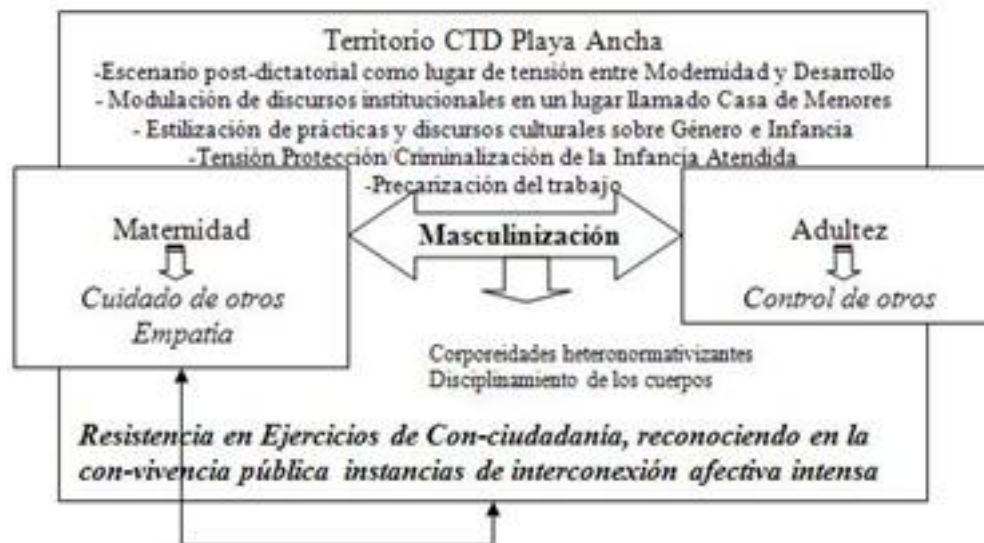 Territorio CTD Playa Ancha
-Escenario post-dictatorial como lugar de tensión entre Modernidad y Desarrollo
- Modulación de discursos institucionales en un lugar llamado Casa de Menores
- Estilización de prácticas y discursos culturales sobre Género e Infancia
-Tensión Protección/Criminalización de la Infancia Atendida
-Precarización del trabajo
Maternidad
Cuidado de otros
Empatía
Masculinización
Adultez
Control de otros
Corporeidades heteronormativizantes
Disciplinamiento de los cuerpos
Resistencia en Ejercicios de Con-ciudadanía, reconociendo en la
con-vivencia pública instancias de interconexión afectiva intensa